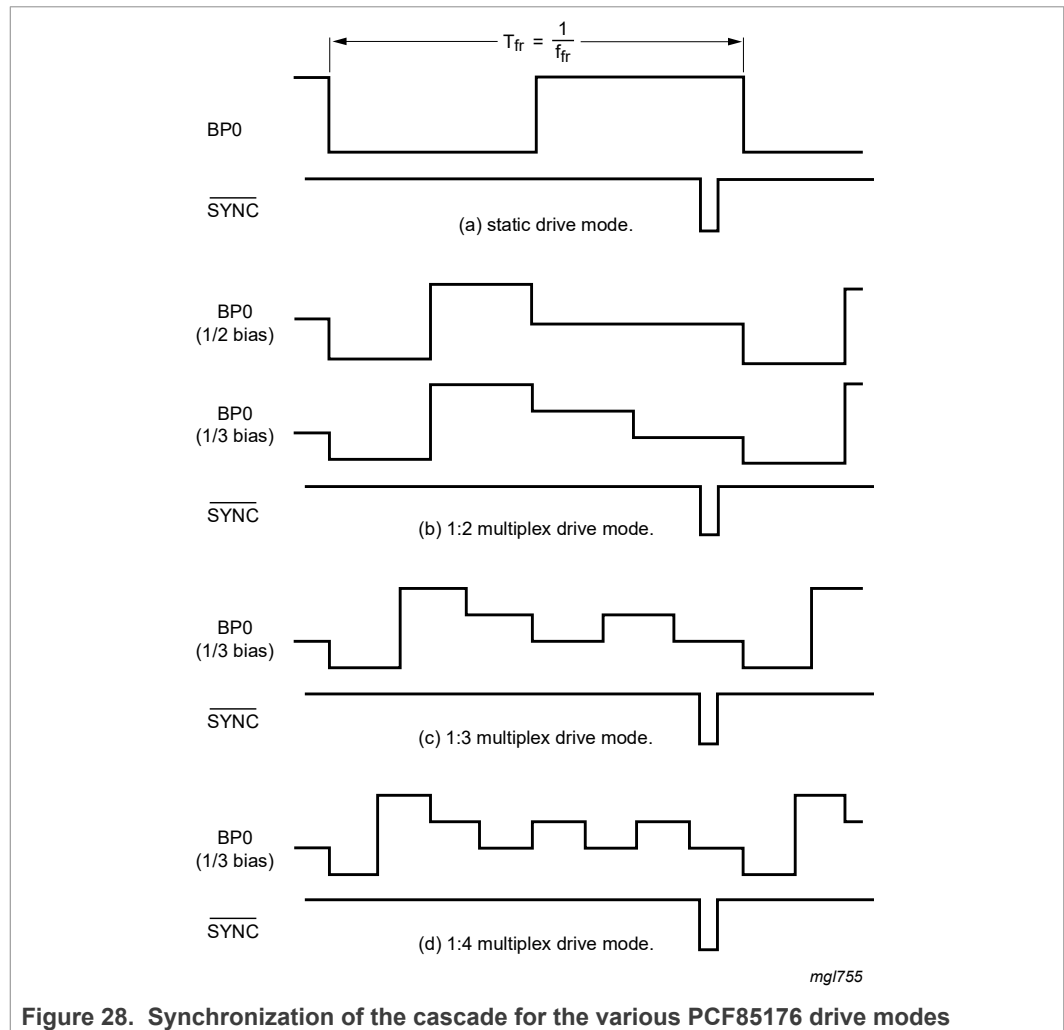 Tfr = 1
ffr
BP0
SYNC
(a) static drive mode.
BP0
(1/2 bias)
BP0
(1/3 bias)
SYNC
(b) 1:2 multiplex drive mode.
BP0
(1/3 bias)
SYNC
(c) 1:3 multiplex drive mode.
BP0
(1/3 bias)
SYNC
(d) 1:4 multiplex drive mode.
mgl755
Figure 28. Synchronization of the cascade for the various PCF85176 drive modes